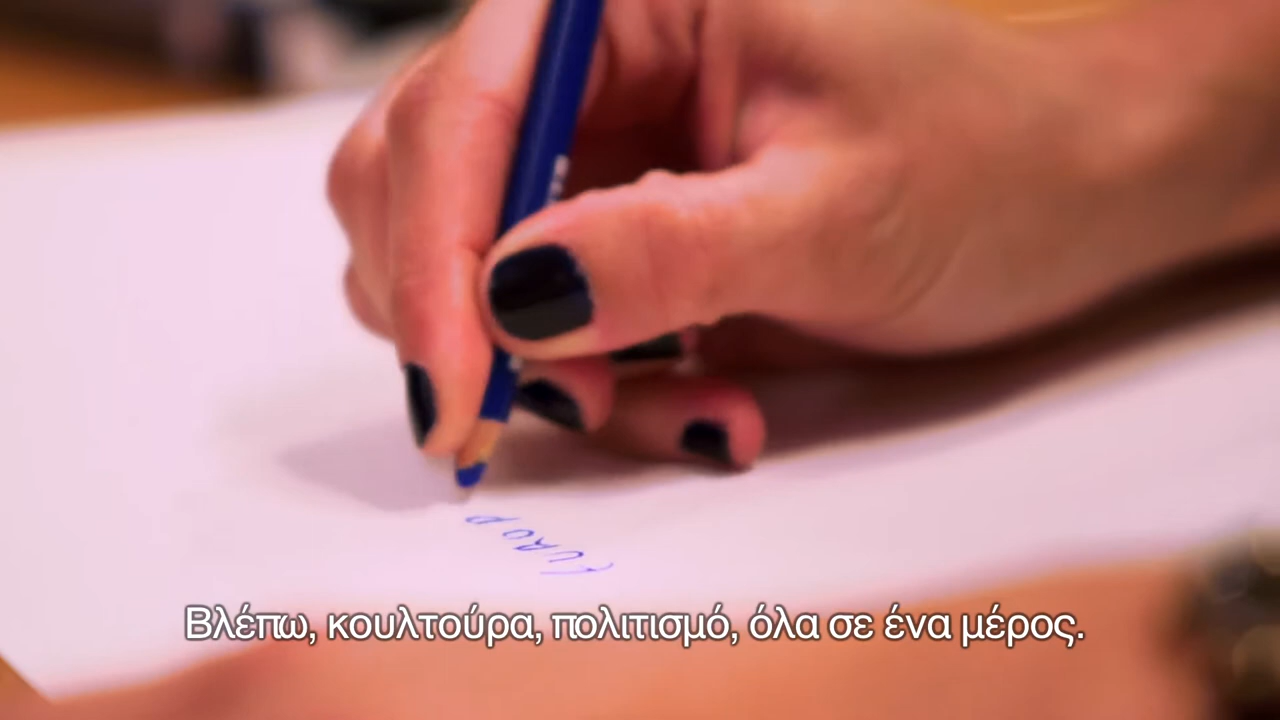 EUROP
Βλέπω, κουλτούρα, πολιτισμό, όλα σε ένα μέρος.